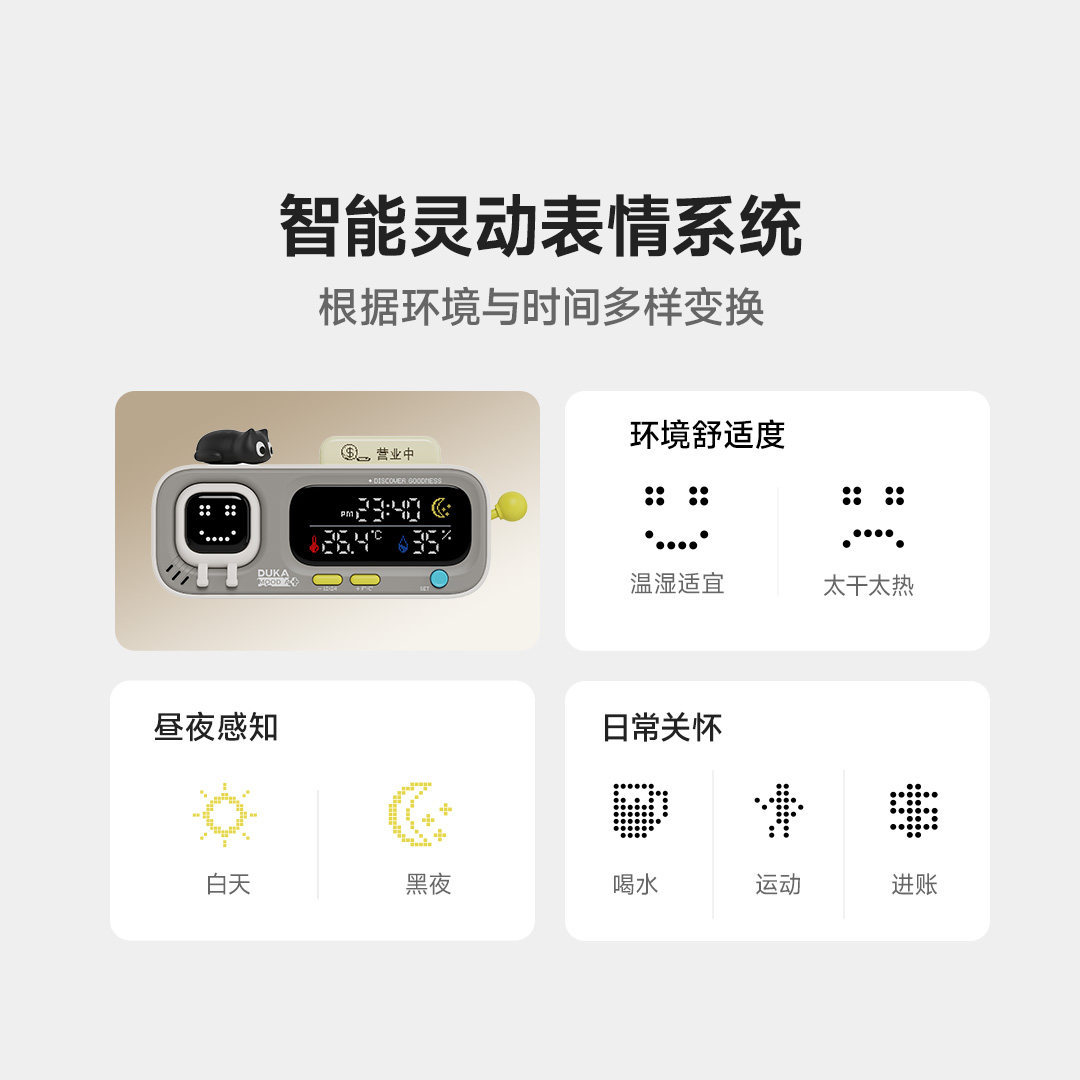 智能灵动表情系统
根据环境与时间多样变换
营业中
✦DISCOVER GOODNESS
PM 23:40
26.4°C 35%
DUKA
MOOD
SET
环境舒适度
温湿适宜
太干太热
昼夜感知
白天
黑夜
日常关怀
喝水
运动
进账